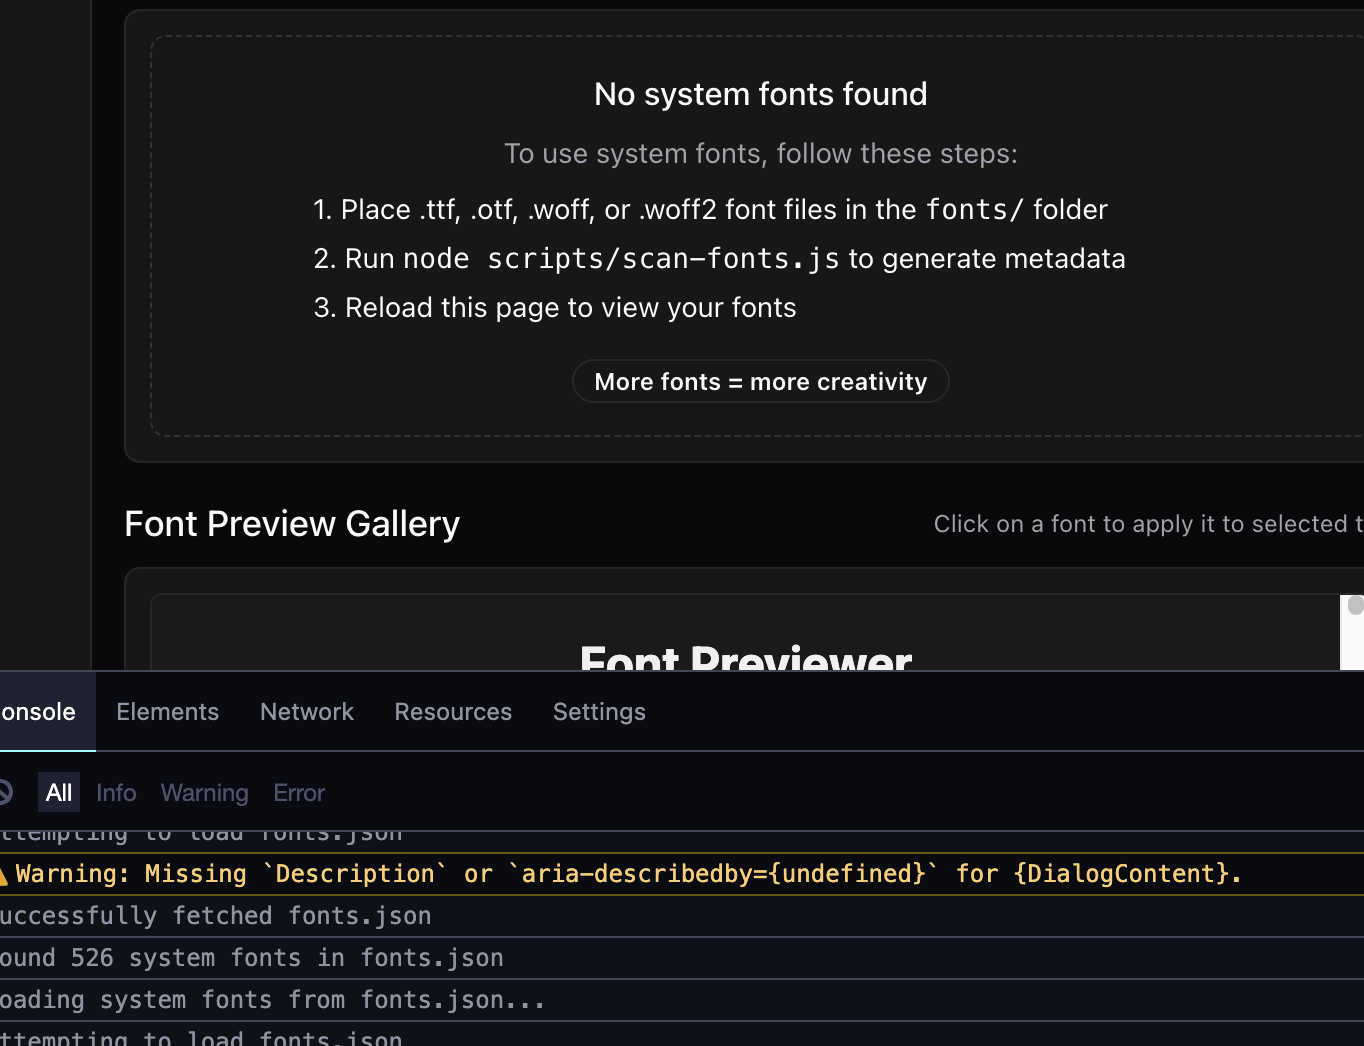 No system fonts found
To use system fonts, follow these steps:
1. Place .ttf, .otf, .woff, or .woff2 font files in the fonts/ folder
2. Run node scripts/scan-fonts.js to generate metadata
3. Reload this page to view your fonts
More fonts = more creativity
Font Preview Gallery
Click on a font to apply it to selected t
Font Previewer
onsole Elements Network Resources Settings
All Info Warning Error
ttempting to load fonts.json
Warning: Missing `Description` or `aria-describedby={undefined}` for {DialogContent}.
uccessfully fetched fonts.json
ound 526 system fonts in fonts.json
oading system fonts from fonts.json...
ttempting to load fonts.json